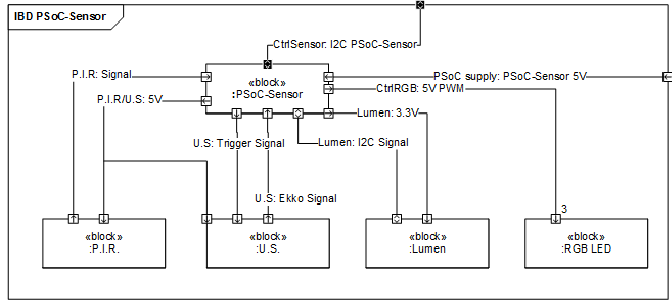 IBD PSoC-Sensor
CtrlSensor: I2C PSoC-Sensor
P.I.R: Signal
PSoC supply: PSoC-Sensor 5V
«block»
:PSoC-Sensor
CtrlRGB: 5V PWM
P.I.R/U.S: 5V
Lumen: 3.3V
U.S: Trigger Signal
Lumen: I2C Signal
U.S: Ekko Signal
3
«block»
:P.I.R.
«block»
:U.S.
«block»
:Lumen
«block»
:RGB LED